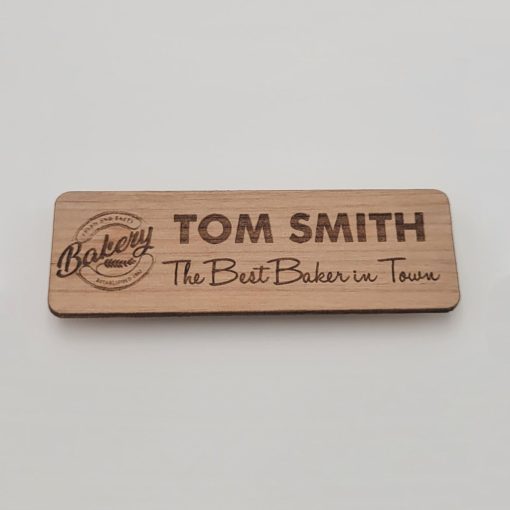 Bakery
TOM SMITH
The Best Baker in Town